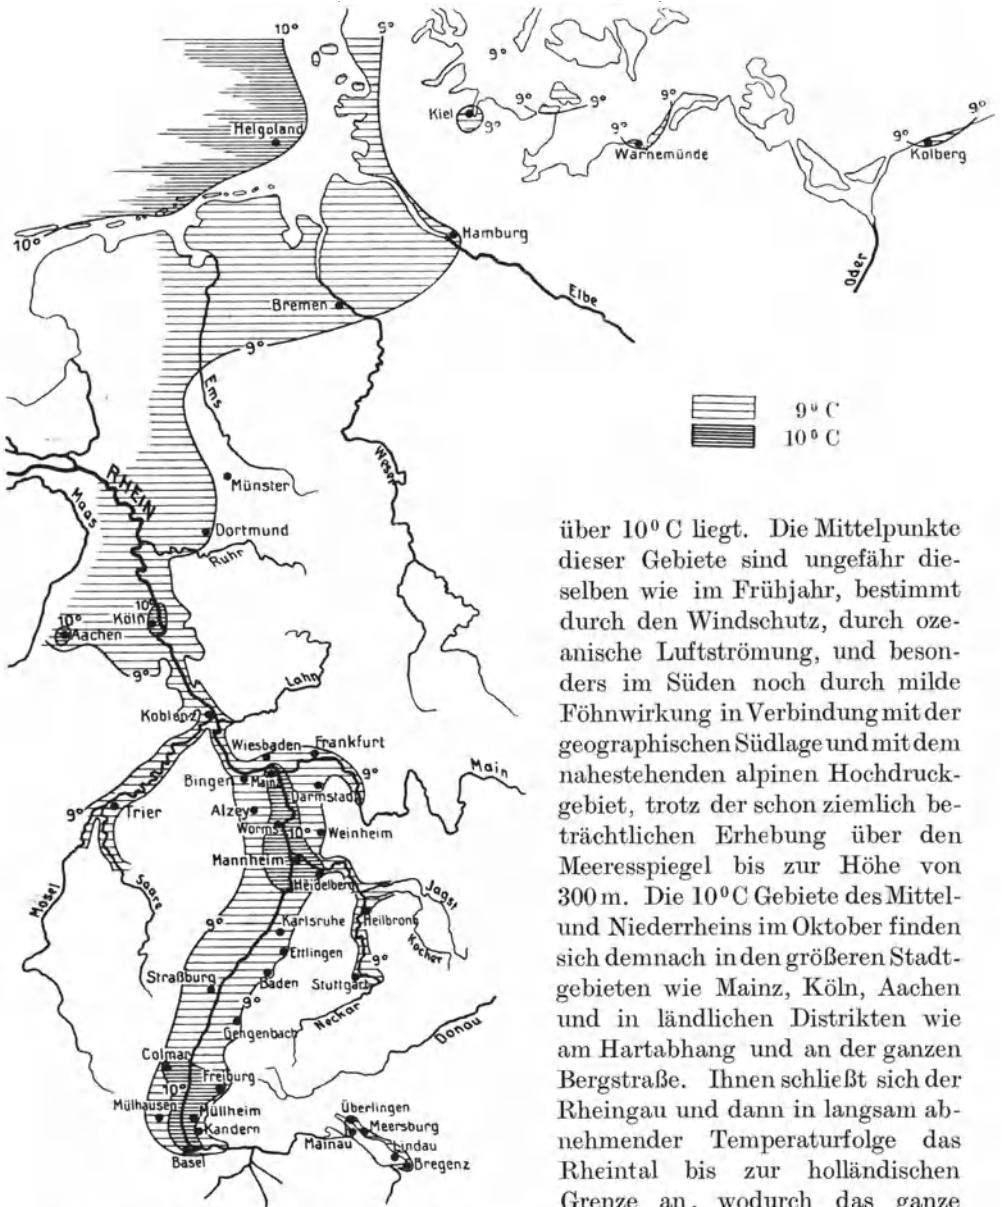 10°
9°
9°
Kiel
9°
9°
9°
9°
9°
Warnemünde
9°
9°
Kolberg
Helgoland
10°
Hamburg
Bremen
Elbe
Oder
9°
Ems
Weser
9⁰ C
10⁰ C
RHEIN
Maas
Münster
Dortmund
Ruhr
10°
Köln
10°
Aachen
9°
Lahn
Koblenz
Wiesbaden
Frankfurt
9°
Main
Bingen
Mainz
Darmstadt
9°
Trier
Alzey
Worms
10°
Weinheim
Mannheim
Heidelberg
Mosel
Saare
Jagst
9°
Karlsruhe
Heilbronn
Kocher
Ettlingen
9°
Straßburg
Baden
Stuttgart
9°
Neckar
Gengenbach
Donau
Colmar
10°
Freiburg
Mülhausen
Müllheim
Kandern
Basel
Überlingen
Meersburg
Mainau
Lindau
Bregenz
über 10⁰ C liegt. Die Mittelpunkte
dieser Gebiete sind ungefähr die-
selben wie im Frühjahr, bestimmt
durch den Windschutz, durch oze-
anische Luftströmung, und beson-
ders im Süden noch durch milde
Föhnwirkung in Verbindung mit der
geographischen Südlage und mit dem
nahestehenden alpinen Hochdruck-
gebiet, trotz der schon ziemlich be-
trächtlichen Erhebung über den
Meeresspiegel bis zur Höhe von
300 m. Die 10⁰ C Gebiete des Mittel-
und Niederrheins im Oktober finden
sich demnach in den größeren Stadt-
gebieten wie Mainz, Köln, Aachen
und in ländlichen Distrikten wie
am Hartabhang und an der ganzen
Bergstraße. Ihnen schließt sich der
Rheingau und dann in langsam ab-
nehmender Temperaturfolge das
Rheintal bis zur holländischen
Grenze an, wodurch das ganze